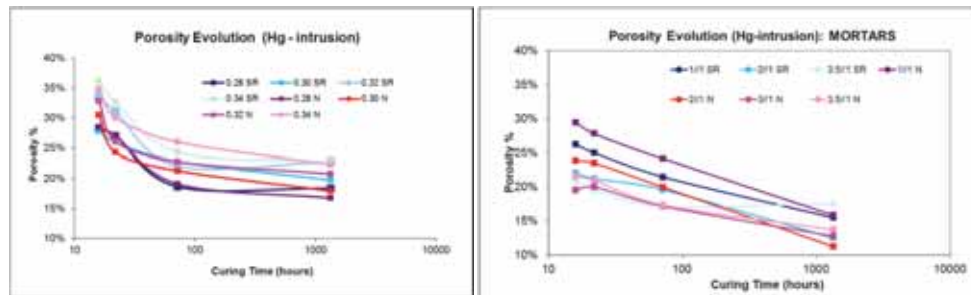 Porosity Evolution (Hg - intrusion)
40%
35%
30%
25%
20%
15%
10%
Porosity %
0.28 SR 0.30 SR 0.32 SR
0.34 SR 0.28 N 0.30 N
0.32 N 0.34 N
10 100 1000 10000
Curing Time (hours)
Porosity Evolution (Hg-intrusion): MORTARS
40%
35%
30%
25%
20%
15%
10%
Porosity %
1/1 SR 2/1 SR 3.5/1 SR 1/1 N
2/1 N 3/1 N 3.5/1 N
10 100 1000 10000
Curing Time (hours)